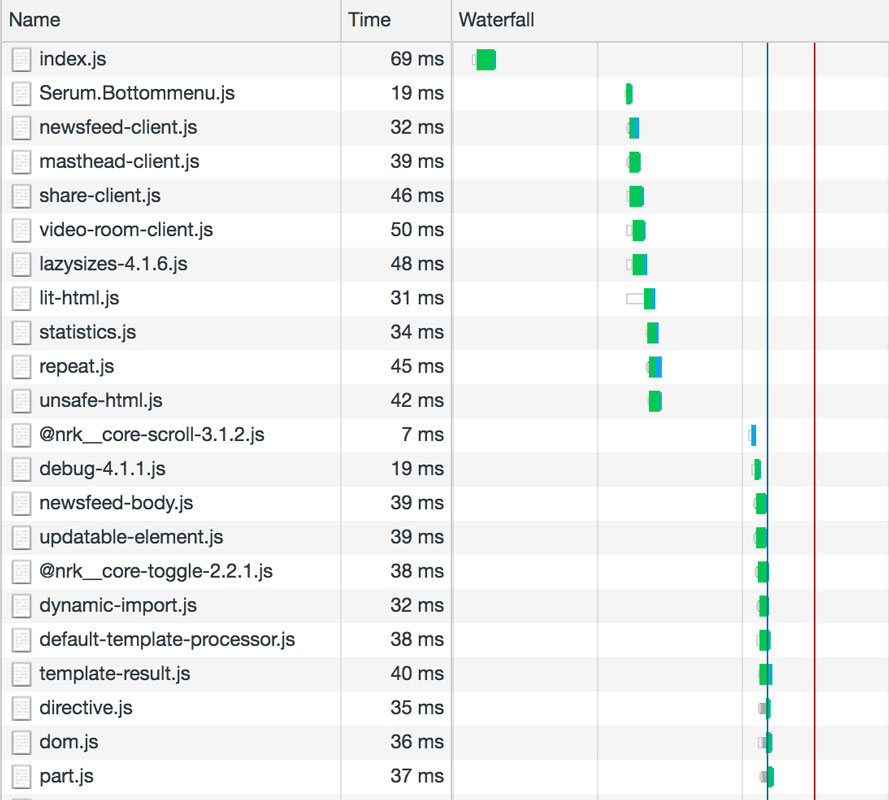 Name Time Waterfall
index.js 69 ms
Serum.Bottommenu.js 19 ms
newsfeed-client.js 32 ms
masthead-client.js 39 ms
share-client.js 46 ms
video-room-client.js 50 ms
lazysizes-4.1.6.js 48 ms
lit-html.js 31 ms
statistics.js 34 ms
repeat.js 45 ms
unsafe-html.js 42 ms
@nrk__core-scroll-3.1.2.js 7 ms
debug-4.1.1.js 19 ms
newsfeed-body.js 39 ms
updatable-element.js 39 ms
@nrk__core-toggle-2.2.1.js 38 ms
dynamic-import.js 32 ms
default-template-processor.js 38 ms
template-result.js 40 ms
directive.js 35 ms
dom.js 36 ms
part.js 37 ms